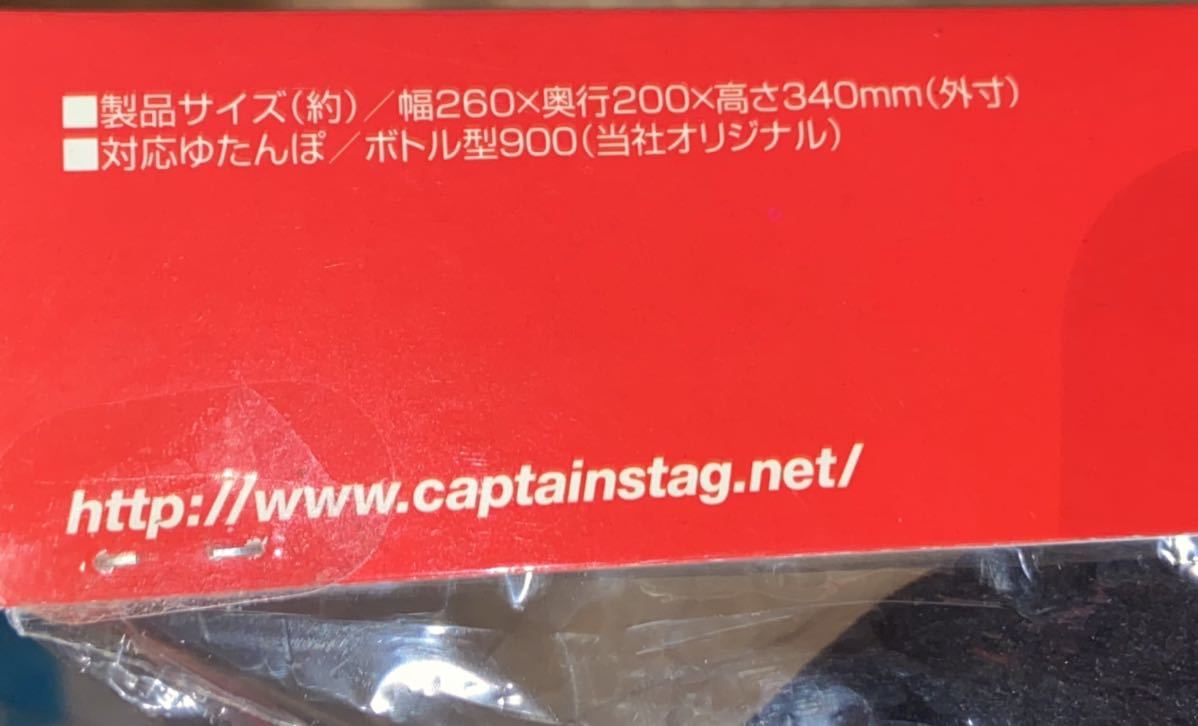 ■製品サイズ(約)／幅260×奥行200×高さ340mm(外寸)
■対応ゆたんぽ／ボトル型900(当社オリジナル)
http://www.captainstag.net/